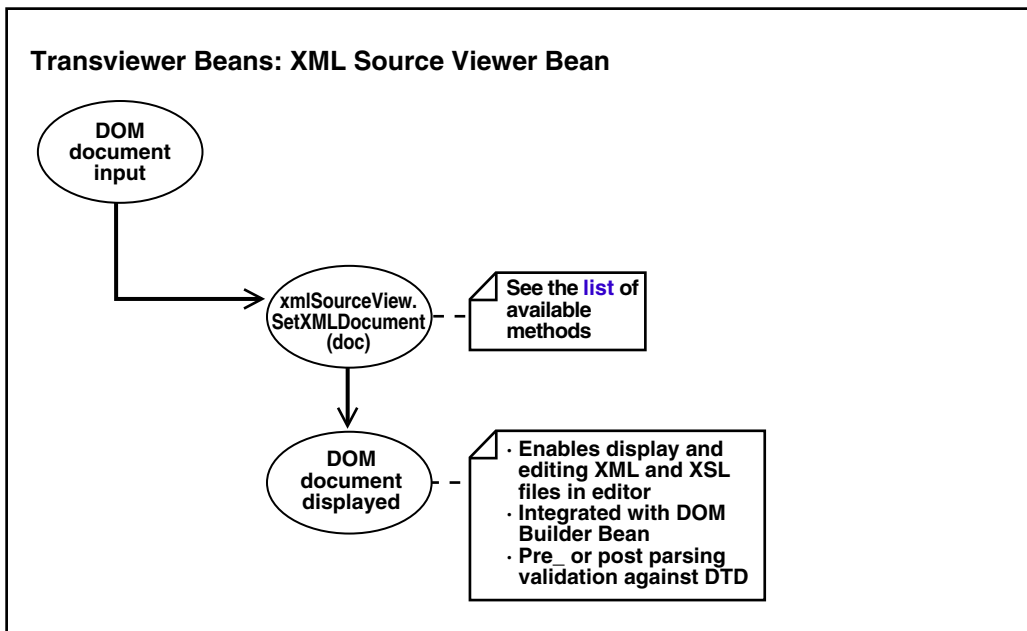 Transviewer Beans: XML Source Viewer Bean
DOM
document
input
xmlSourceView.
SetXMLDocument
(doc)
See the list of
available
methods
DOM
document
displayed
· Enables display and
editing XML and XSL
files in editor
· Integrated with DOM
Builder Bean
· Pre_ or post parsing
validation against DTD